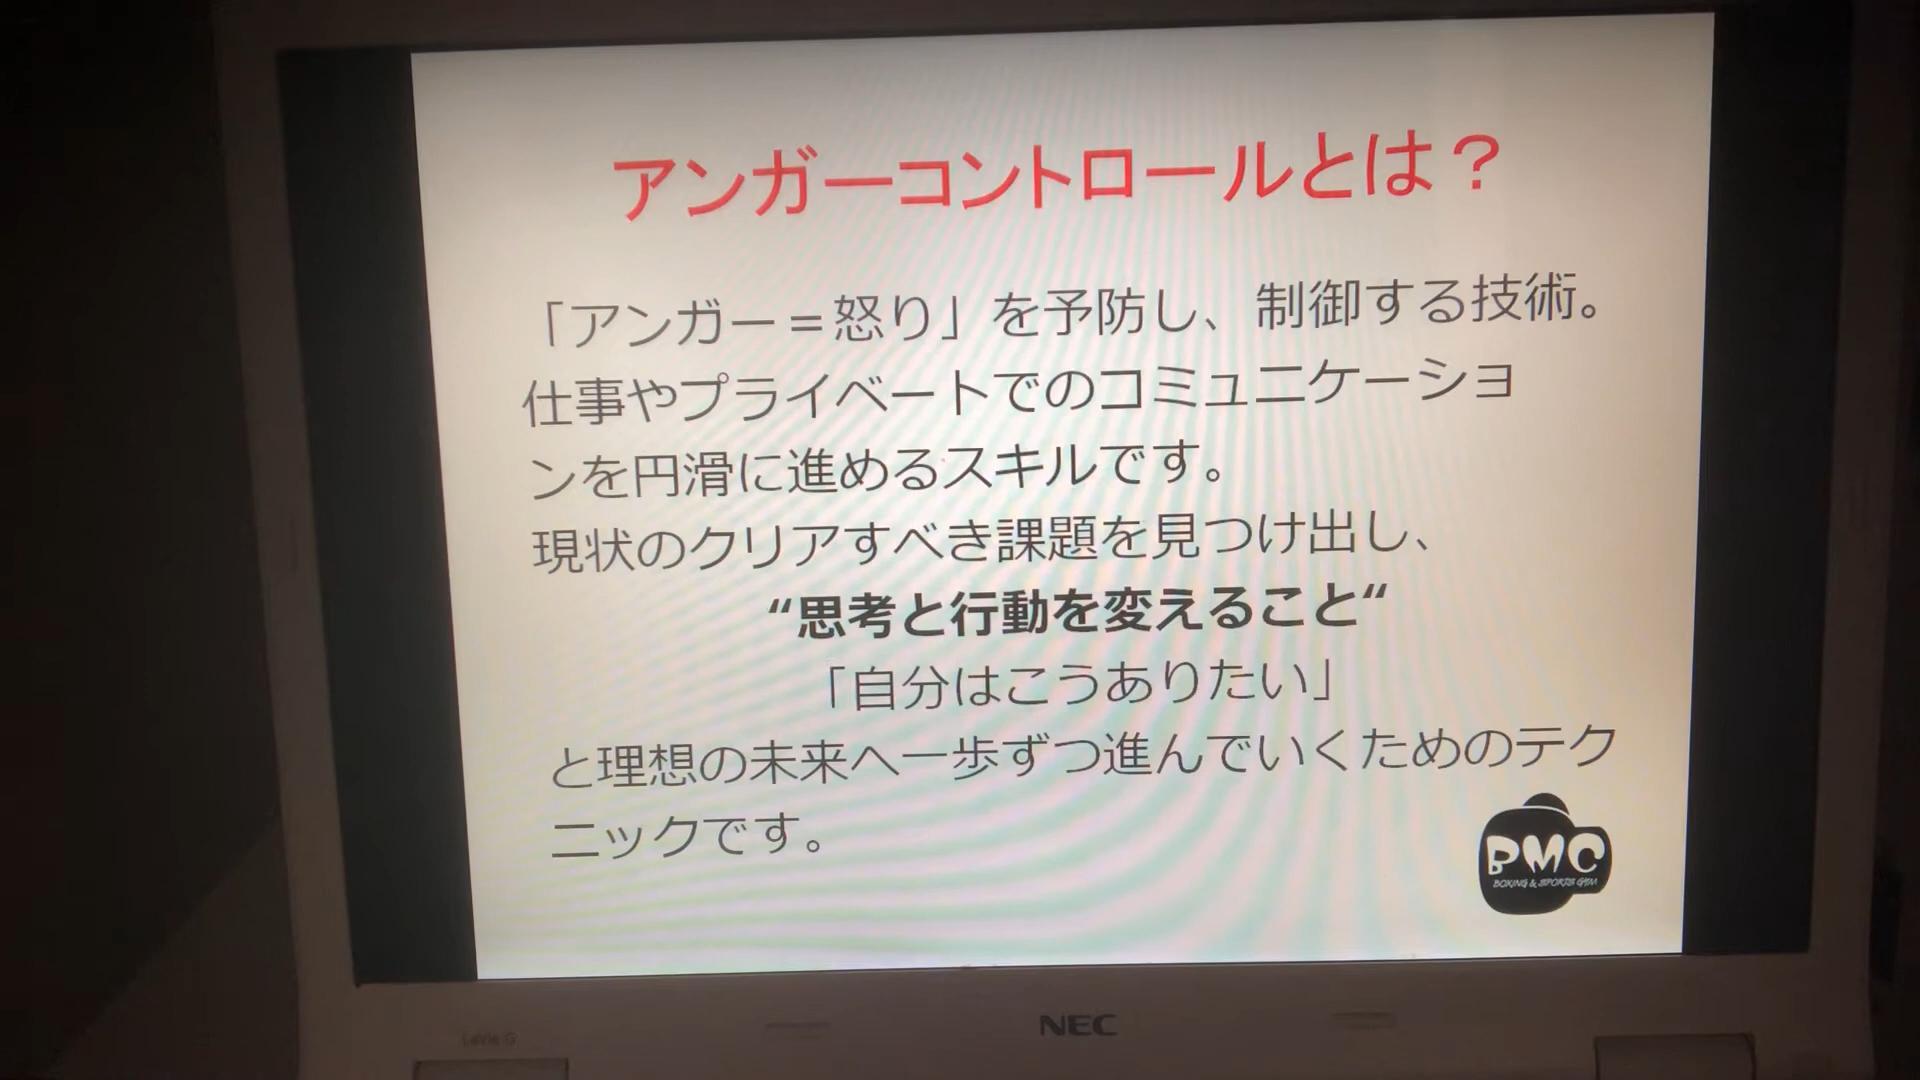 アンガーコントロールとは？
「アンガー＝怒り」を予防し、制御する技術。
仕事やプライベートでのコミュニケーショ
ンを円滑に進めるスキルです。
現状のクリアすべき課題を見つけ出し、
“思考と行動を変えること“
「自分はこうありたい」
と理想の未来へ一歩ずつ進んでいくためのテク
ニックです。
BMC
BOXING & SPORTS GYM
NEC
LaVie G